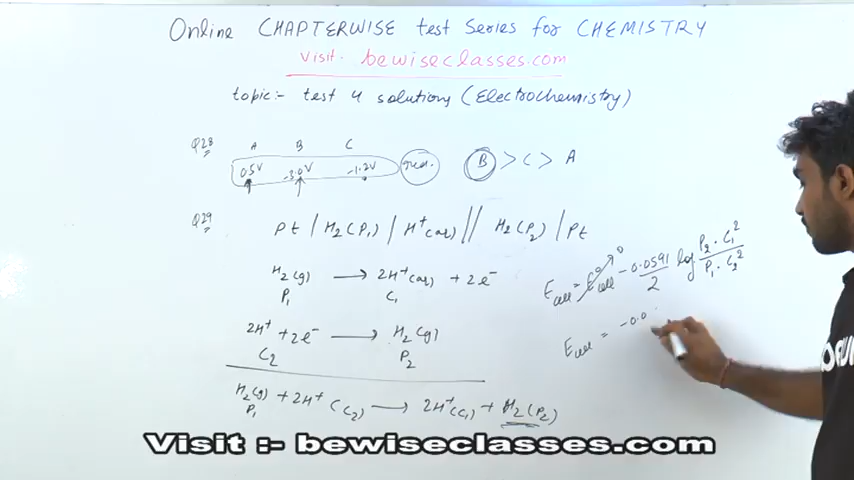 Online CHAPTERWISE test Series for CHEMISTRY
visit- bewiseclasses.com
topic:- test 4 solutions (Electrochemistry)
Q28 A B C
0.5V -3.0V -1.2V B > C > A
Q29 Pt | H2(P1) | H+(aq) || H2(P2) | Pt
H2(g) → 2H+(aq) + 2e-
P1 C1
2H+ + 2e- → H2(g)
C2 P2
H2(g) + 2H+(C2) → 2H+(C1) + H2(P2)
P1
Ecell = E°cell 0 - 0.0591/2 log P2·C1²/P1·C2²
Ecell = -0.0
Visit :- bewiseclasses.com